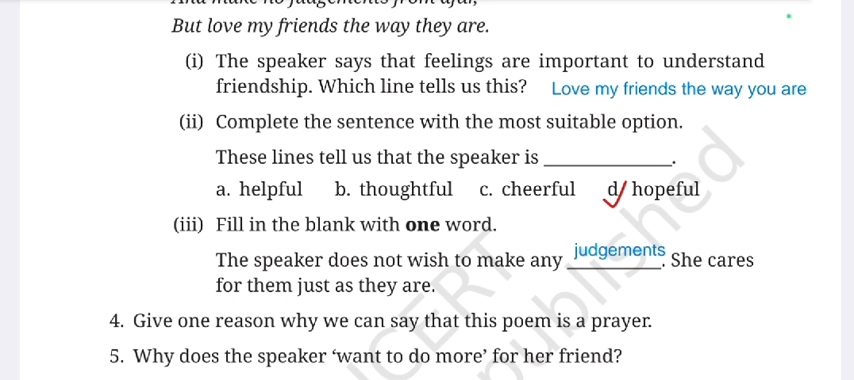 But love my friends the way they are.
(i) The speaker says that feelings are important to understand
friendship. Which line tells us this? Love my friends the way you are
(ii) Complete the sentence with the most suitable option.
These lines tell us that the speaker is ____________.
a. helpful b. thoughtful c. cheerful d. hopeful
(iii) Fill in the blank with one word.
The speaker does not wish to make any judgements. She cares
for them just as they are.
4. Give one reason why we can say that this poem is a prayer.
5. Why does the speaker ‘want to do more’ for her friend?